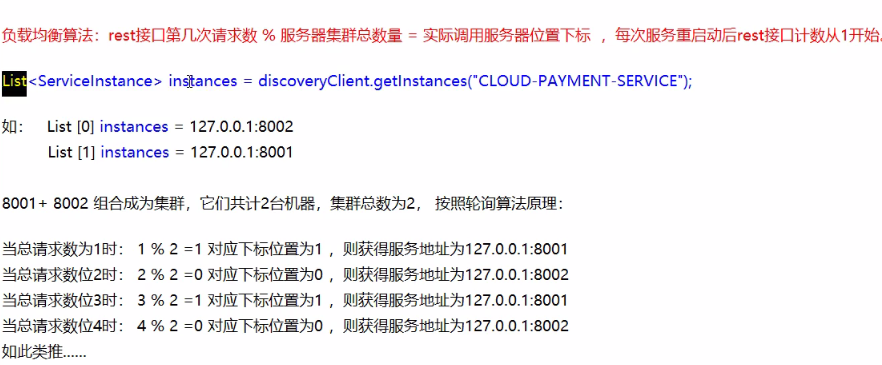 负载均衡算法：rest接口第几次请求数 % 服务器集群总数量 = 实际调用服务器位置下标 ，每次服务重启动后rest接口计数从1开始。
List<ServiceInstance> instances = discoveryClient.getInstances("CLOUD-PAYMENT-SERVICE");
如： List [0] instances = 127.0.0.1:8002
List [1] instances = 127.0.0.1:8001
8001+ 8002 组合成为集群，它们共计2台机器，集群总数为2， 按照轮询算法原理：
当总请求数为1时： 1 % 2 =1 对应下标位置为1 ，则获得服务地址为127.0.0.1:8001
当总请求数位2时： 2 % 2 =0 对应下标位置为0 ，则获得服务地址为127.0.0.1:8002
当总请求数位3时： 3 % 2 =1 对应下标位置为1 ，则获得服务地址为127.0.0.1:8001
当总请求数位4时： 4 % 2 =0 对应下标位置为0 ，则获得服务地址为127.0.0.1:8002
如此类推......